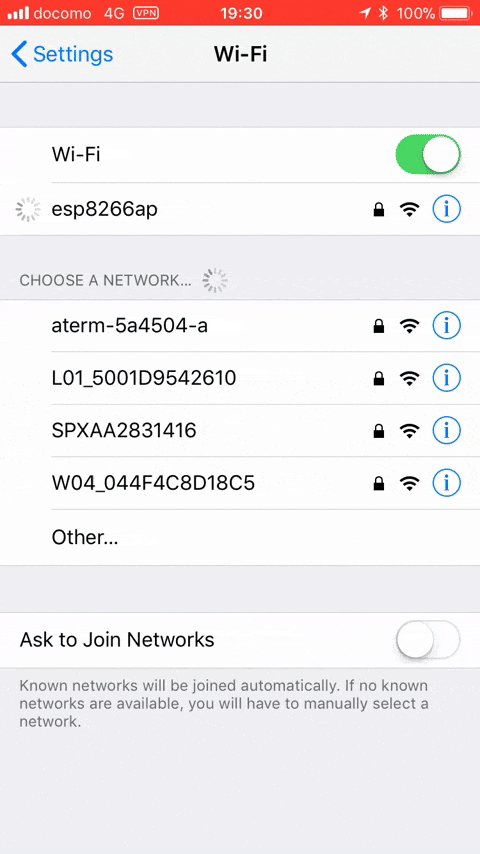 docomo 4G VPN 19:30 100%
Settings Wi-Fi
Wi-Fi
esp8266ap
CHOOSE A NETWORK...
aterm-5a4504-a
L01_5001D9542610
SPXAA2831416
W04_044F4C8D18C5
Other...
Ask to Join Networks
Known networks will be joined automatically. If no known
networks are available, you will have to manually select a
network.